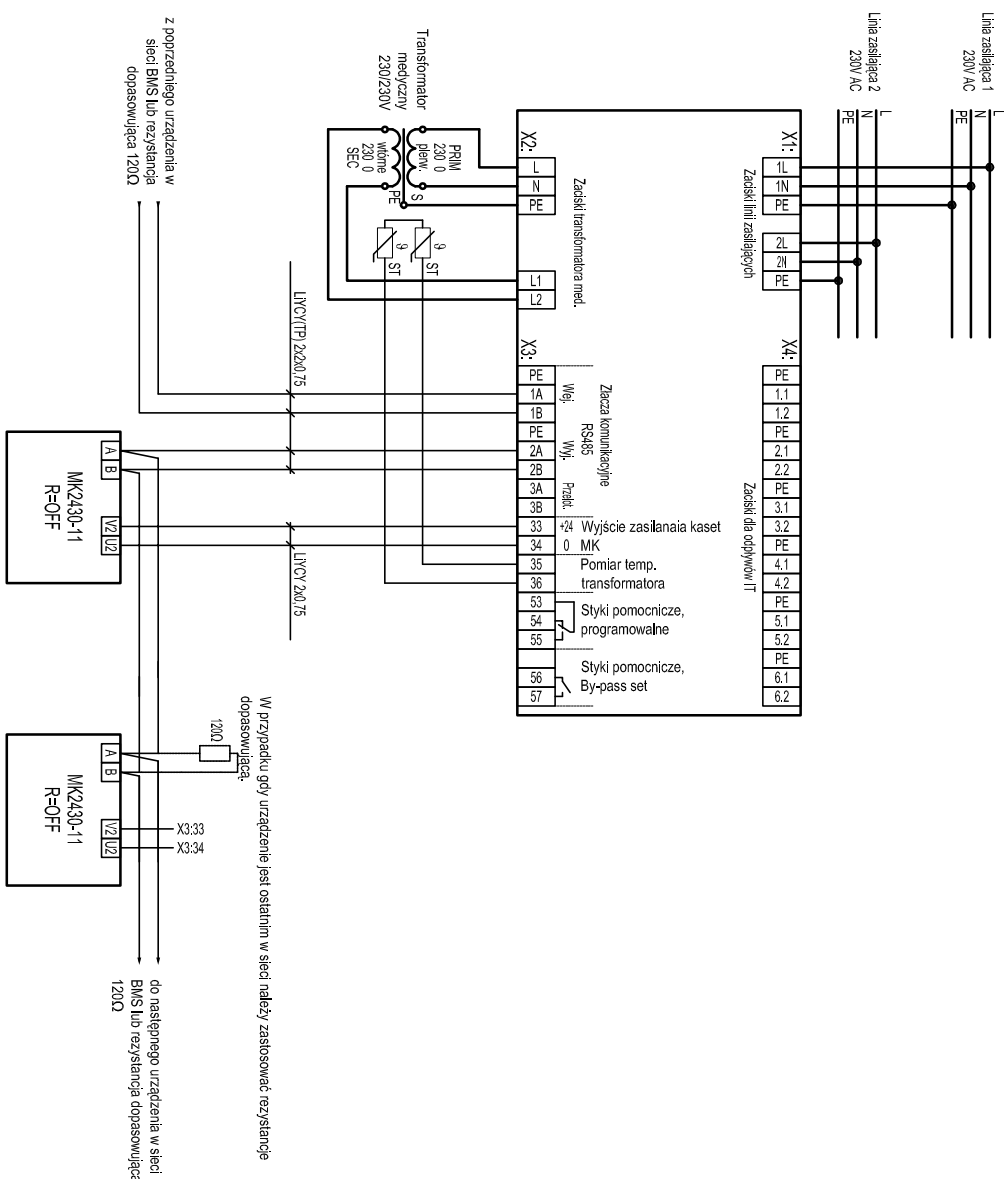 Linia zasilająca 1
230V AC
L
N
PE
Linia zasilająca 2
230V AC
L
N
PE
X1:
1L
1N
PE
2L
2N
PE
Zaciski linii zasilających
X2:
L
N
PE
L1
L2
Zaciski transformatora med.
Transformator
medyczny
230/230V
PRIM
230 0
pierw.
S
PE
wtórne
230 0
SEC
ϑ
ST
ϑ
ST
X4:
PE
1.1
1.2
PE
2.1
2.2
PE
3.1
3.2
PE
4.1
4.2
PE
5.1
5.2
PE
6.1
6.2
Zaciski dla odpływów IT
X3:
PE
1A
1B
PE
2A
2B
3A
3B
33
34
35
36
53
54
55
56
57
Wej.
Wyj.
Przelot.
Złącza komunikacyjne
RS485
+24 Wyjście zasilanaia kaset
0 MK
Pomiar temp.
transformatora
Styki pomocnicze,
programowalne
Styki pomocnicze,
By-pass set
z poprzedniego urządzenia w
sieci BMS lub rezystancja
dopasowująca 120Ω
LiYCY(TP) 2x2x0,75
LiYCY 2x0,75
A
B
V2
U2
MK2430-11
R=OFF
W przypadku gdy urządzenie jest ostatnim w sieci należy zastosować rezystancje
dopasowującą.
120Ω
A
B
V2
U2
X3:33
X3:34
MK2430-11
R=OFF
do następnego urządzenia w sieci
BMS lub rezystancja dopasowująca
120Ω